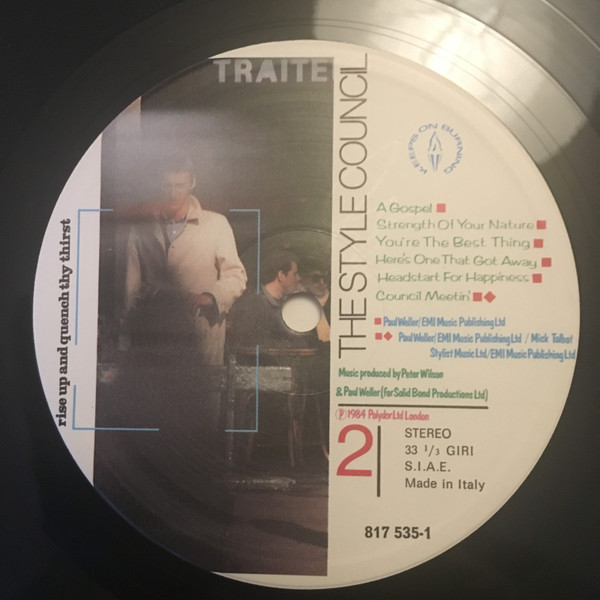 TRAITE
THE STYLE COUNCIL
rise up and quench thy thirst
KEEPS ON BURNING
A Gospel
Strength Of Your Nature
You're The Best Thing
Here's One That Got Away
Headstart For Happiness
Council Meetin'
Paul Weller/EMI Music Publishing Ltd
Paul Weller/EMI Music Publishing Ltd / Mick Talbot
Stylist Music Ltd/EMI Music Publishing Ltd
Music produced by Peter Wilson
& Paul Weller (for Solid Bond Productions Ltd)
℗ 1984 Polydor Ltd London
2
STEREO
33 1/3 GIRI
S.I.A.E.
Made in Italy
817 535-1